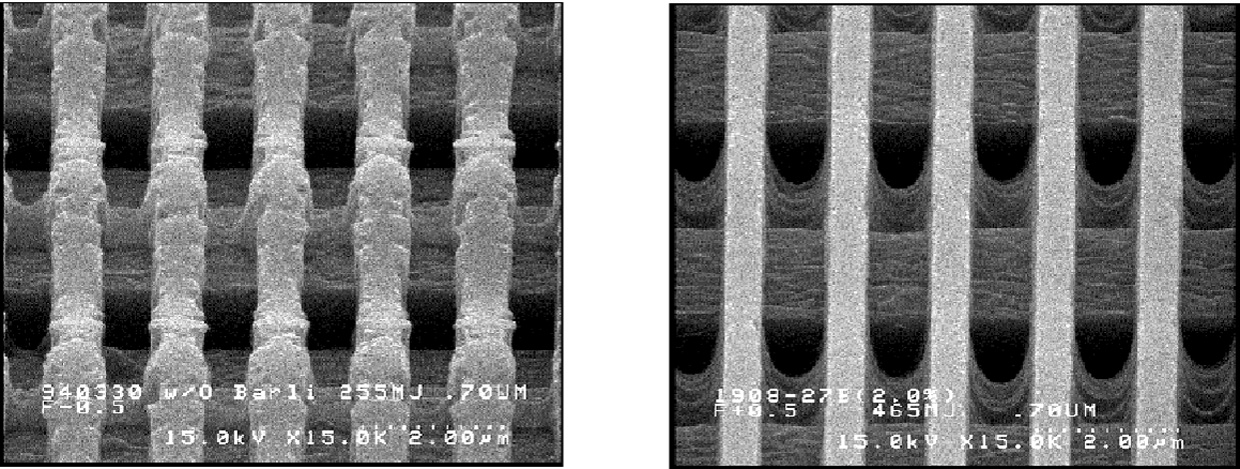 940330 w/O Barli 255MJ .70UM
F-0.5
15.0kV X15.0K 2.00µm
1908-27E(2.0%)
F+0.5 465MJ .70UM
15.0kV X15.0K 2.00µm